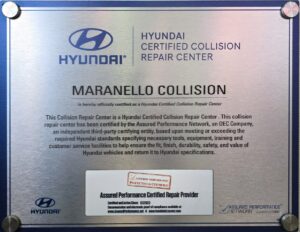 HYUNDAI
HYUNDAI
CERTIFIED COLLISION
REPAIR CENTER
MARANELLO COLLISION
is hereby officially certified as a Hyundai Certified Collision Repair Center
This Collision Repair Center is a Hyundai Certified Collision Repair Center . This collision
repair center has been certified by the Assured Performance Network, an OEC Company,
an independent third-party certifying entity, based upon meeting or exceeding the
required Hyundai standards specifying necessary tools, equipment, training and
customer service facilities to help ensure the fit, finish, durability, safety, and value of
Hyundai vehicles and return it to Hyundai specifications.
Assured Performance Certified Repair Provider
HYUNDAI
ASSURED PERFORMANCE
NETWORK